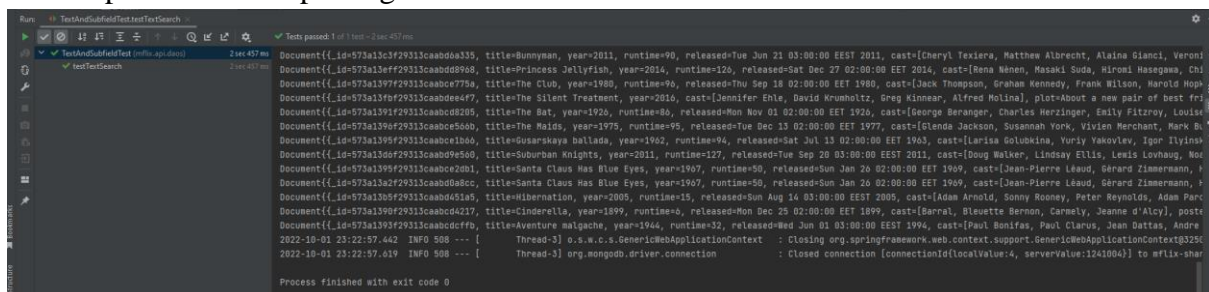 Run: TextAndSubfieldTest.testTextSearch
Tests passed: 1 of 1 test – 2 sec 457 ms
TextAndSubfieldTest (mflix.api.daos) 2 sec 457 ms
testTextSearch 2 sec 457 ms
Document{{_id=573a13c3f29313caabd6a335, title=Bunnyman, year=2011, runtime=90, released=Tue Jun 21 03:00:00 EEST 2011, cast=[Cheryl Texiera, Matthew Albrecht, Alaina Gianci, Veroni
Document{{_id=573a13eff29313caabdd8968, title=Princess Jellyfish, year=2014, runtime=126, released=Sat Dec 27 02:00:00 EET 2014, cast=[Rena Nènen, Masaki Suda, Hiromi Hasegawa, Chi
Document{{_id=573a1397f29313caabce775a, title=The Club, year=1980, runtime=96, released=Thu Sep 18 02:00:00 EET 1980, cast=[Jack Thompson, Graham Kennedy, Frank Wilson, Harold Hop
Document{{_id=573a13fbf29313caabdee4f7, title=The Silent Treatment, year=2016, cast=[Jennifer Ehle, David Krumholtz, Greg Kinnear, Alfred Molina], plot=About a new pair of best fri
Document{{_id=573a1391f29313caabcd8205, title=The Bat, year=1926, runtime=86, released=Mon Nov 01 02:00:00 EET 1926, cast=[George Beranger, Charles Herzinger, Emily Fitzroy, Louise
Document{{_id=573a1396f29313caabce566b, title=The Maids, year=1975, runtime=95, released=Tue Dec 13 02:00:00 EET 1977, cast=[Glenda Jackson, Susannah York, Vivien Merchant, Mark Bu
Document{{_id=573a1395f29313caabce1b66, title=Gusarskaya ballada, year=1962, runtime=94, released=Sat Jul 13 02:00:00 EET 1963, cast=[Larisa Golubkina, Yuriy Yakovlev, Igor Ilyinsk
Document{{_id=573a13d6f29313caabd9e560, title=Suburban Knights, year=2011, runtime=127, released=Tue Sep 20 03:00:00 EEST 2011, cast=[Doug Walker, Lindsay Ellis, Lewis Lovhaug, Noa
Document{{_id=573a1395f29313caabce2db1, title=Santa Claus Has Blue Eyes, year=1967, runtime=50, released=Sun Jan 26 02:00:00 EET 1969, cast=[Jean-Pierre Léaud, Gérard Zimmermann, H
Document{{_id=573a13a2f29313caabd0a8cc, title=Santa Claus Has Blue Eyes, year=1967, runtime=50, released=Sun Jan 26 02:00:00 EET 1969, cast=[Jean-Pierre Léaud, Gérard Zimmermann, H
Document{{_id=573a13b5f29313caabd451a5, title=Hibernation, year=2005, runtime=15, released=Sun Aug 14 03:00:00 EEST 2005, cast=[Adam Arnold, Sonny Rooney, Peter Reynolds, Adam Parc
Document{{_id=573a1390f29313caabcd4217, title=Cinderella, year=1899, runtime=6, released=Mon Dec 25 02:00:00 EET 1899, cast=[Barral, Bleuette Bernon, Carmely, Jeanne d'Alcy], poste
Document{{_id=573a1393f29313caabcdcffb, title=Aventure malgache, year=1944, runtime=32, released=Wed Jun 01 03:00:00 EEST 1994, cast=[Paul Bonifas, Paul Clarus, Jean Dattas, Andre
2022-10-01 23:22:57.442 INFO 508 --- [ Thread-3] o.s.w.c.s.GenericWebApplicationContext : Closing org.springframework.web.context.support.GenericWebApplicationContext@3250
2022-10-01 23:22:57.619 INFO 508 --- [ Thread-3] org.mongodb.driver.connection : Closed connection [connectionId{localValue:4, serverValue:1241004}] to mflix-shar
Process finished with exit code 0
Bookmarks